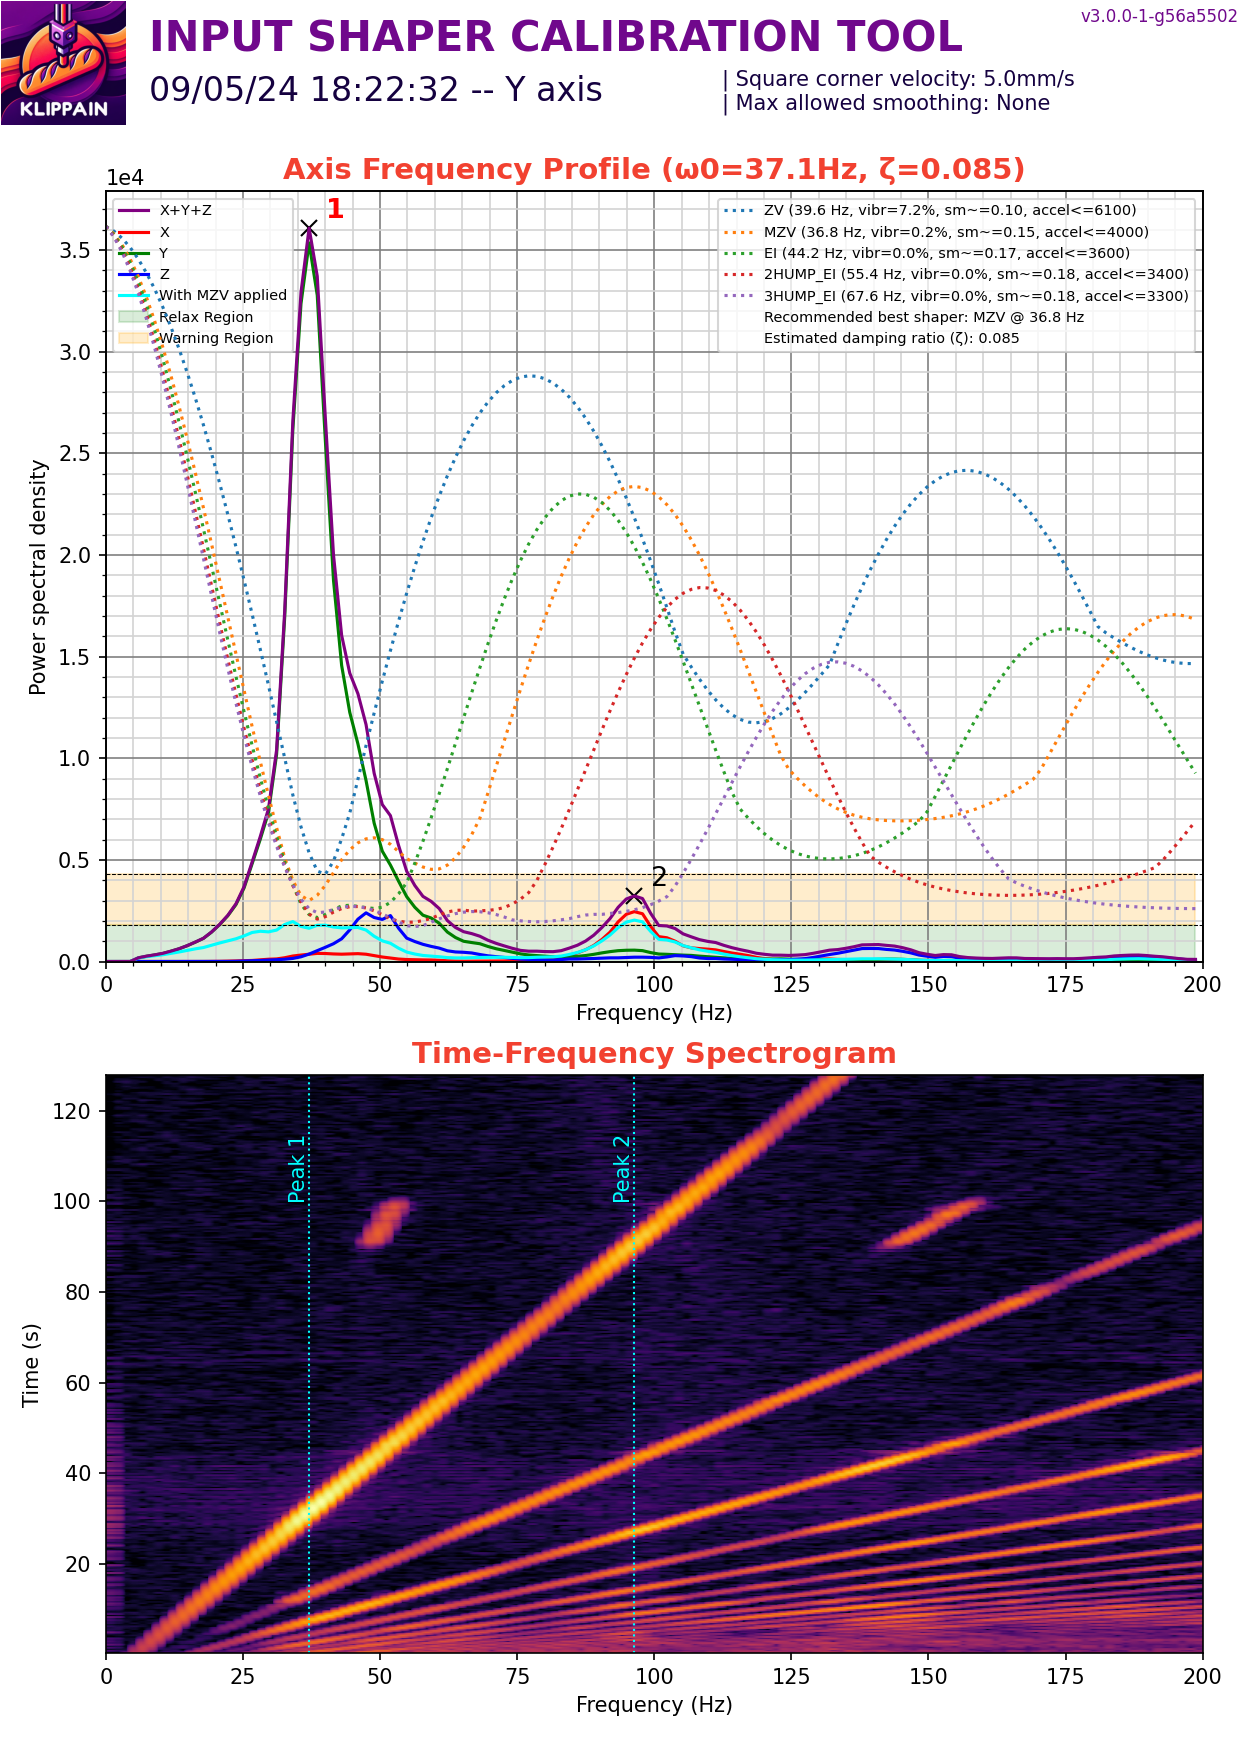 v3.0.0-1-g56a5502
INPUT SHAPER CALIBRATION TOOL
09/05/24 18:22:32 -- Y axis
| Square corner velocity: 5.0mm/s
| Max allowed smoothing: None
KLIPPAIN
Axis Frequency Profile (ω0=37.1Hz, ζ=0.085)
1e4
X+Y+Z
X
Y
Z
With MZV applied
Relax Region
Warning Region
1
ZV (39.6 Hz, vibr=7.2%, sm~=0.10, accel<=6100)
MZV (36.8 Hz, vibr=0.2%, sm~=0.15, accel<=4000)
EI (44.2 Hz, vibr=0.0%, sm~=0.17, accel<=3600)
2HUMP_EI (55.4 Hz, vibr=0.0%, sm~=0.18, accel<=3400)
3HUMP_EI (67.6 Hz, vibr=0.0%, sm~=0.18, accel<=3300)
Recommended best shaper: MZV @ 36.8 Hz
Estimated damping ratio (ζ): 0.085
3.5
3.0
2.5
2.0
1.5
1.0
0.5
0.0
Power spectral density
2
0 25 50 75 100 125 150 175 200
Frequency (Hz)
Time-Frequency Spectrogram
120
100
80
60
40
20
Time (s)
Peak 1
Peak 2
0 25 50 75 100 125 150 175 200
Frequency (Hz)